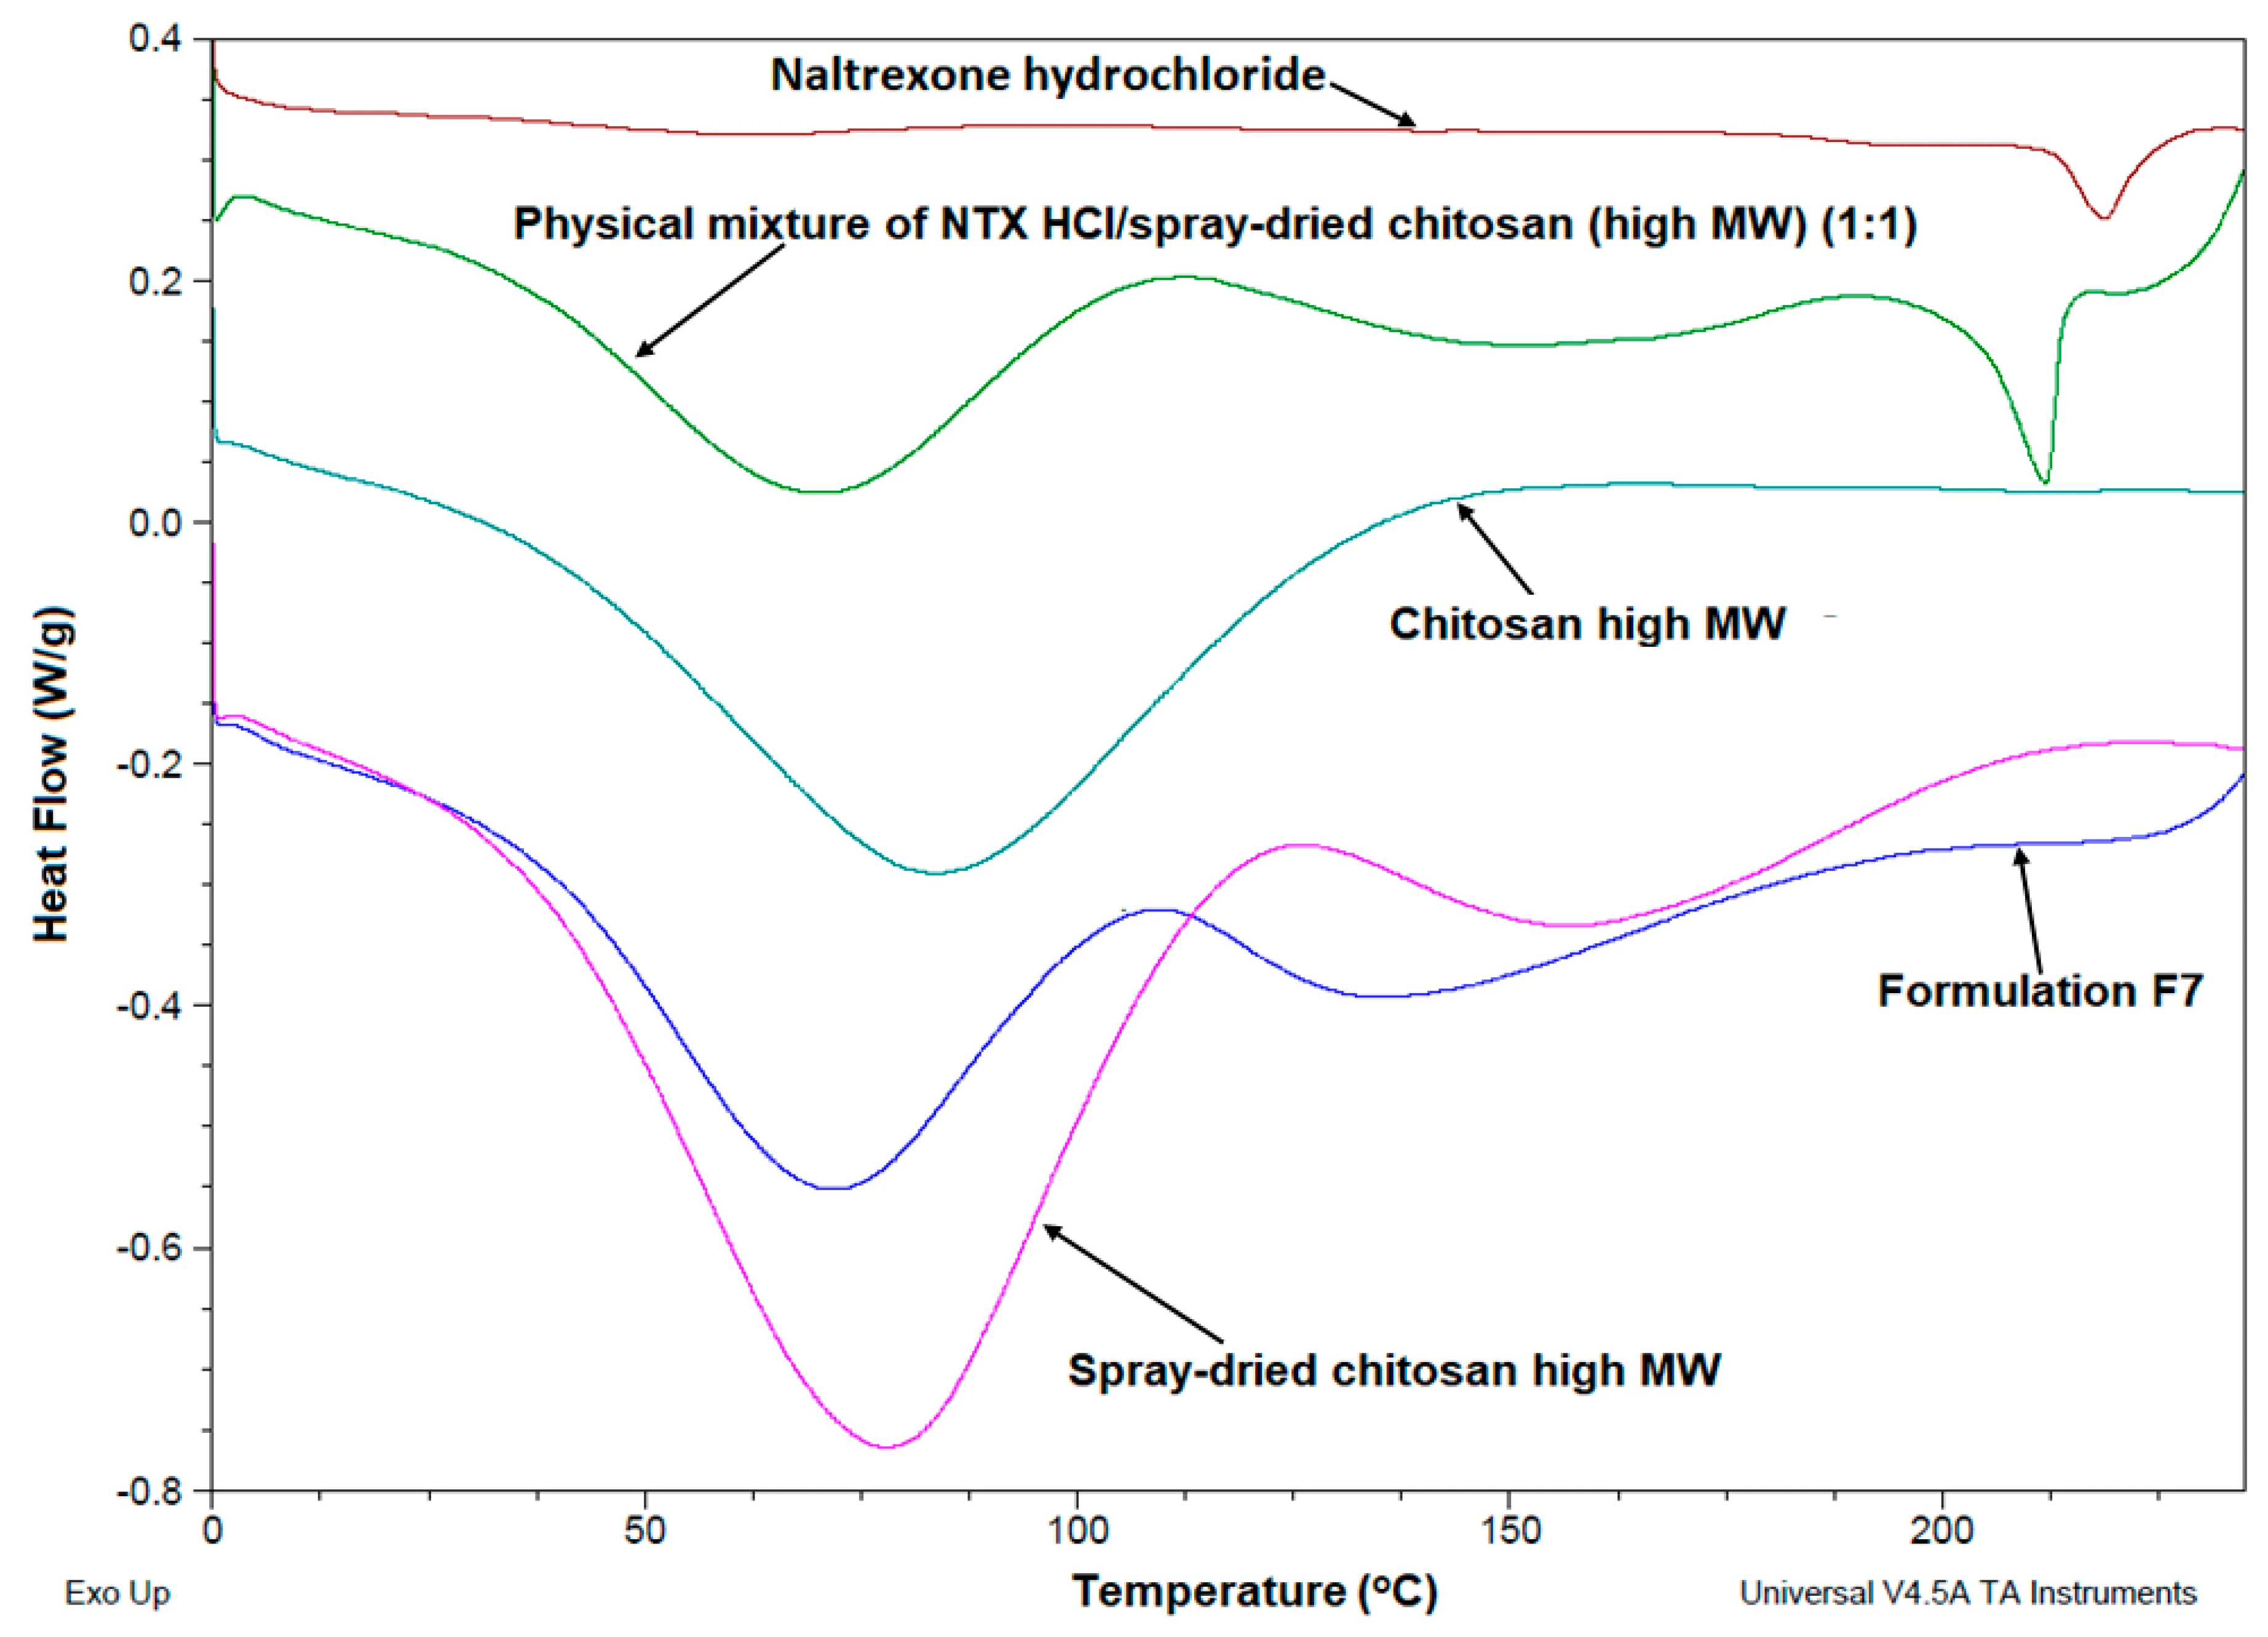 0.4
Naltrexone hydrochloride
Physical mixture of NTX HCl/spray-dried chitosan (high MW) (1:1)
0.2
0.0
Chitosan high MW
Heat Flow (W/g)
-0.2
-0.4
Formulation F7
-0.6
Spray-dried chitosan high MW
-0.8
0 50 100 150 200
Exo Up
Temperature (°C)
Universal V4.5A TA Instruments